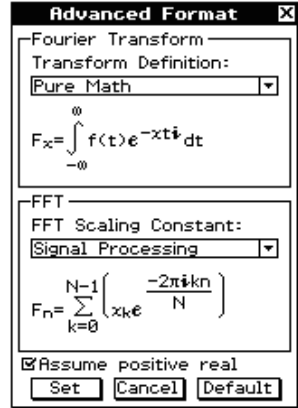 Advanced Format
Fourier Transform
Transform Definition:
Pure Math
Fₓ=∫_{-∞}^{∞} f(t)e^{-xti}dt
FFT
FFT Scaling Constant:
Signal Processing
Fₙ=∑_{k=0}^{N-1}(xₖe^{\frac{-2πikn}{N}})
Assume positive real
Set Cancel Default